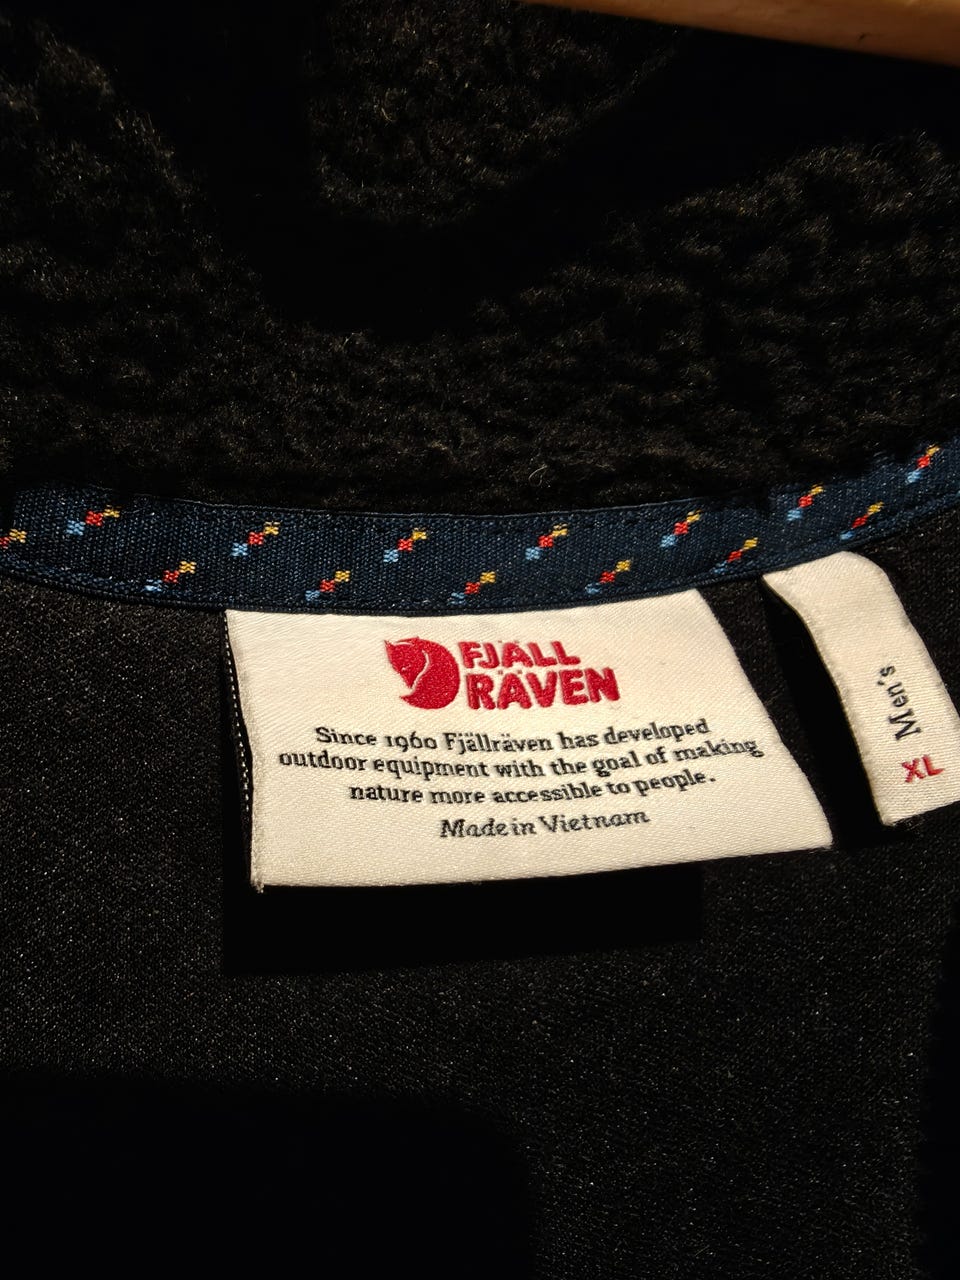 FJÄLL
RÄVEN
Since 1960 Fjällräven has developed
outdoor equipment with the goal of making
nature more accessible to people.
Made in Vietnam
Men's
XL